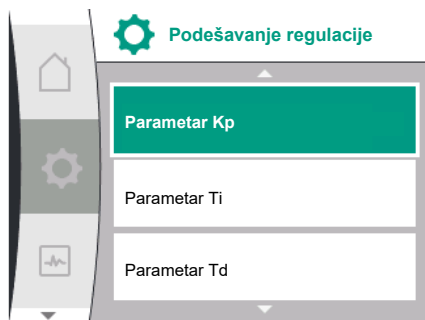 Podešavanje regulacije
Parametar Kp
Parametar Ti
Parametar Td